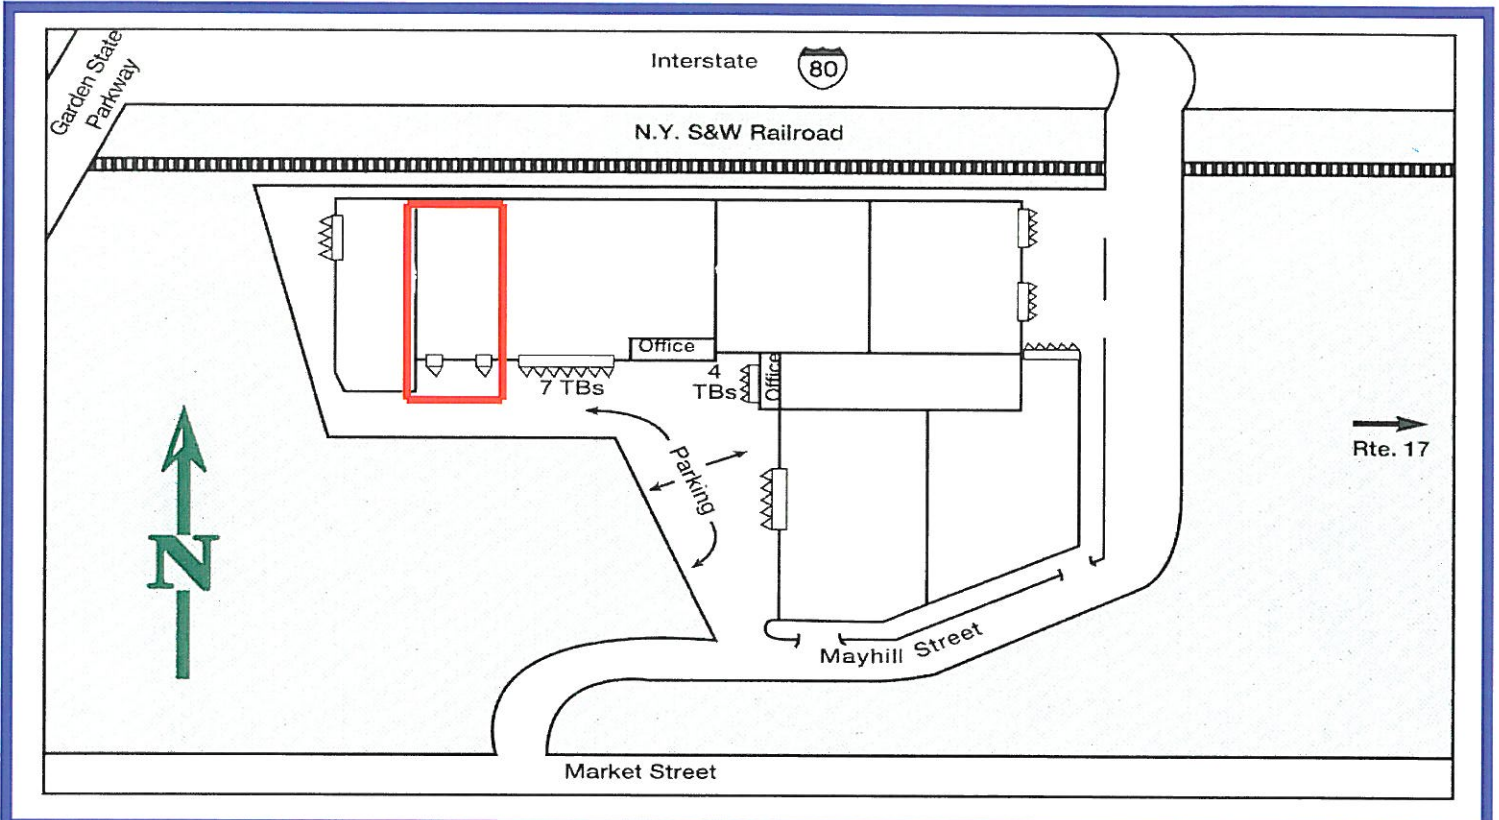 Garden State
Parkway
Interstate
80
N.Y. S&W Railroad
Office
7 TBs
4
TBs
Office
Parking
Rte. 17
N
Mayhill Street
Market Street